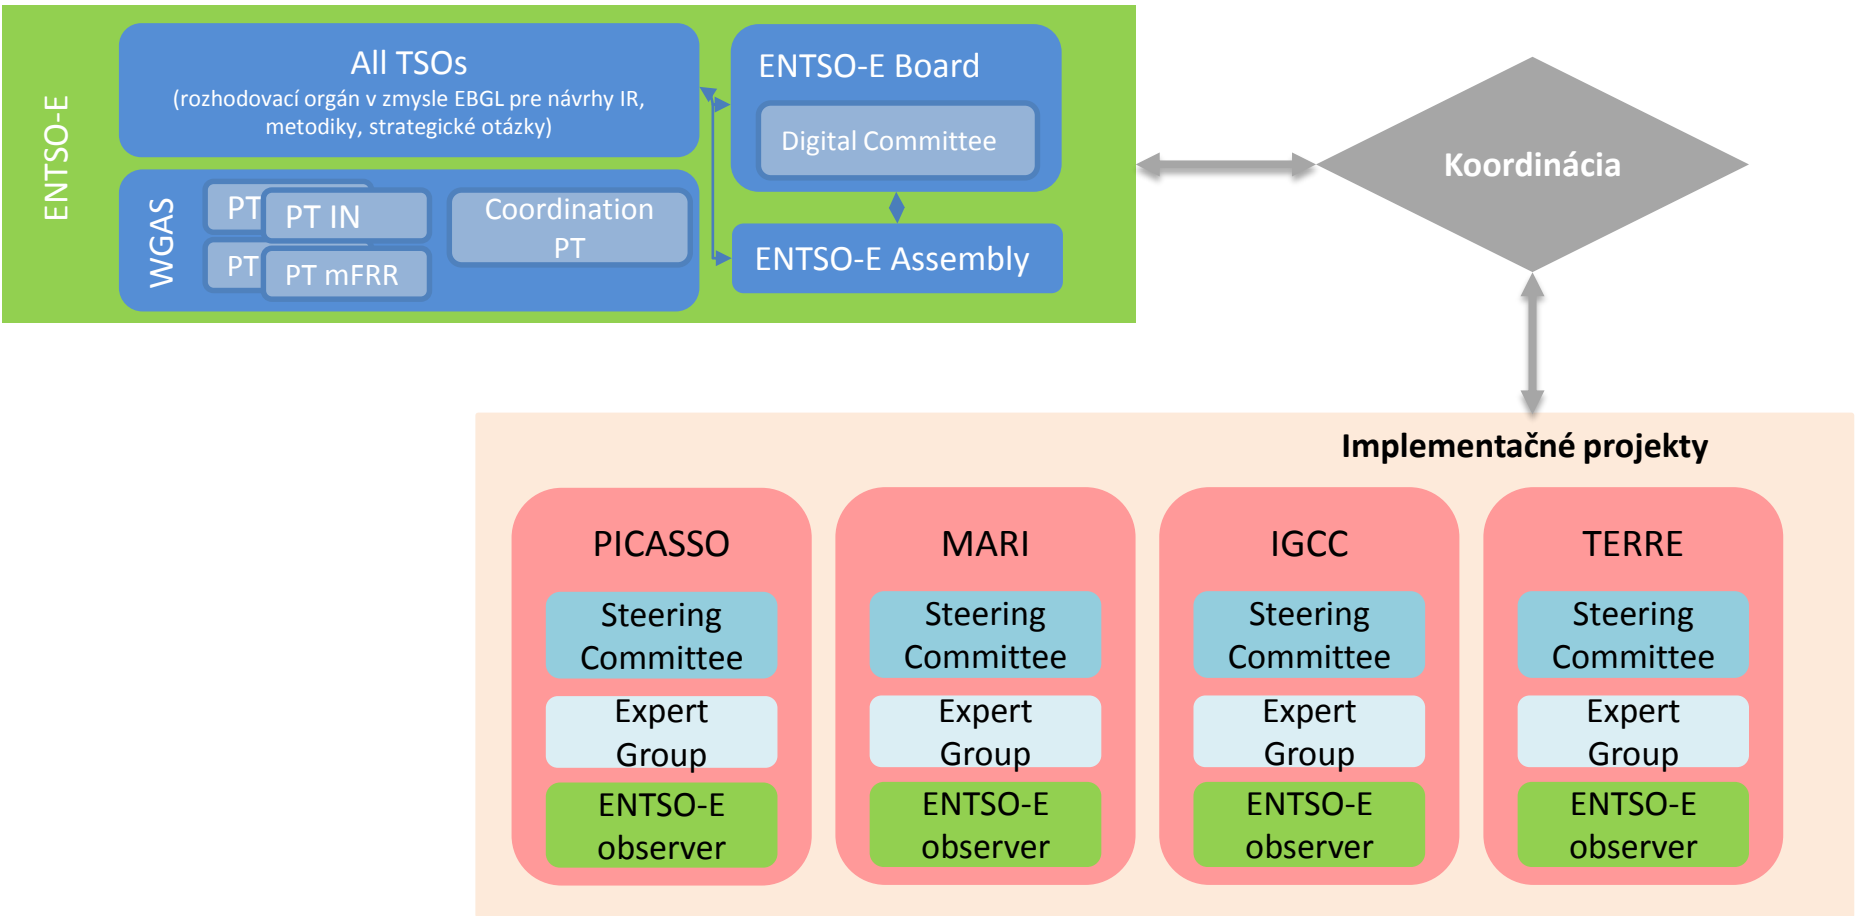 ENTSO-E
All TSOs
(rozhodovací orgán v zmysle EBGL pre návrhy IR,
metodiky, strategické otázky)
ENTSO-E Board
Digital Committee
WGAS
PT
PT IN
PT
PT mFRR
Coordination
PT
ENTSO-E Assembly
Koordinácia
Implementačné projekty
PICASSO
Steering
Committee
Expert
Group
ENTSO-E
observer
MARI
Steering
Committee
Expert
Group
ENTSO-E
observer
IGCC
Steering
Committee
Expert
Group
ENTSO-E
observer
TERRE
Steering
Committee
Expert
Group
ENTSO-E
observer